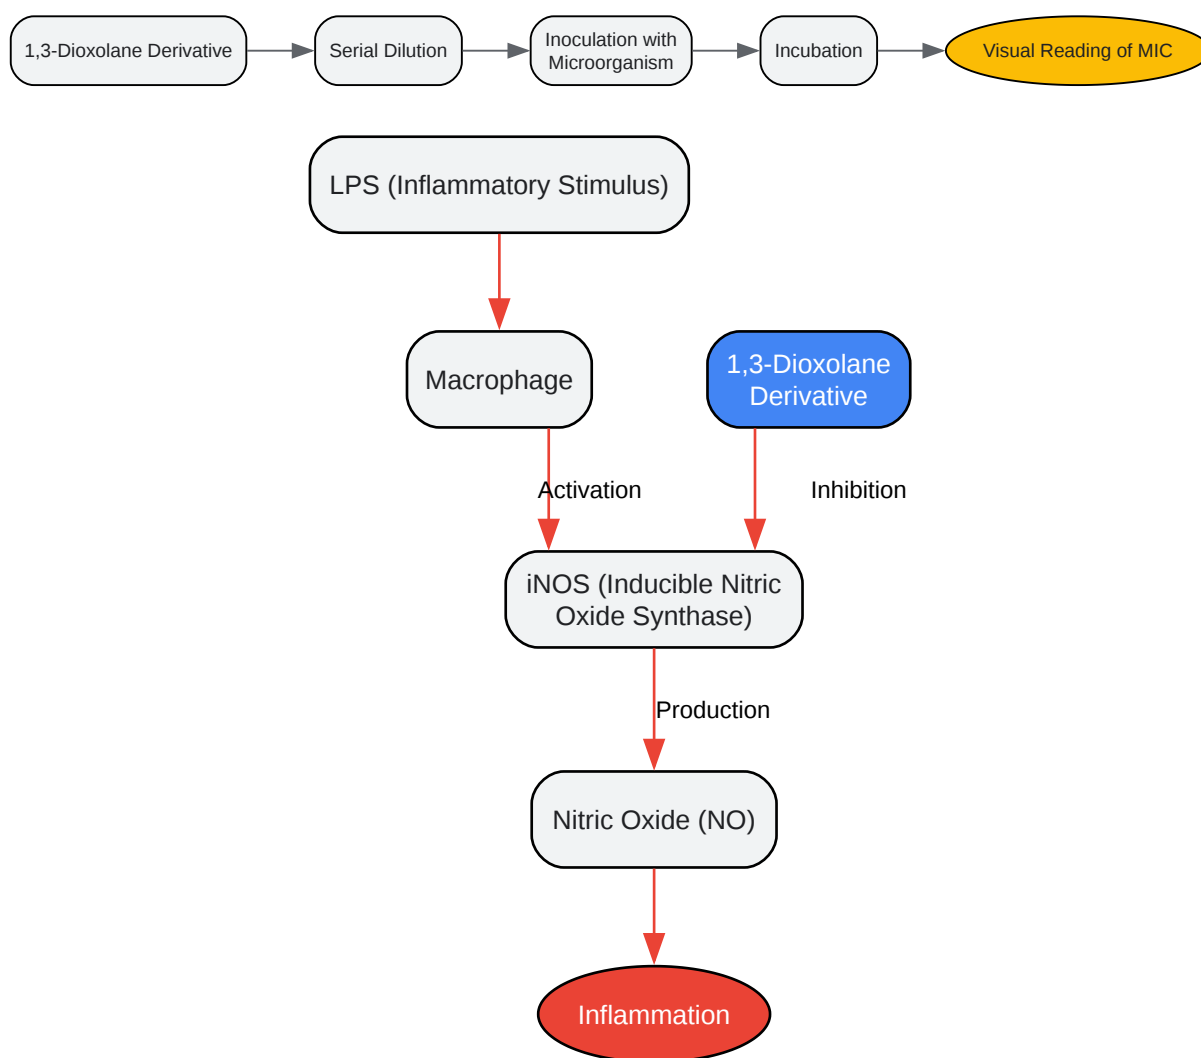 1,3-Dioxolane Derivative
Serial Dilution
Inoculation with
Microorganism
Incubation
Visual Reading of MIC
LPS (Inflammatory Stimulus)
Macrophage
1,3-Dioxolane
Derivative
Activation
Inhibition
iNOS (Inducible Nitric
Oxide Synthase)
Production
Nitric Oxide (NO)
Inflammation